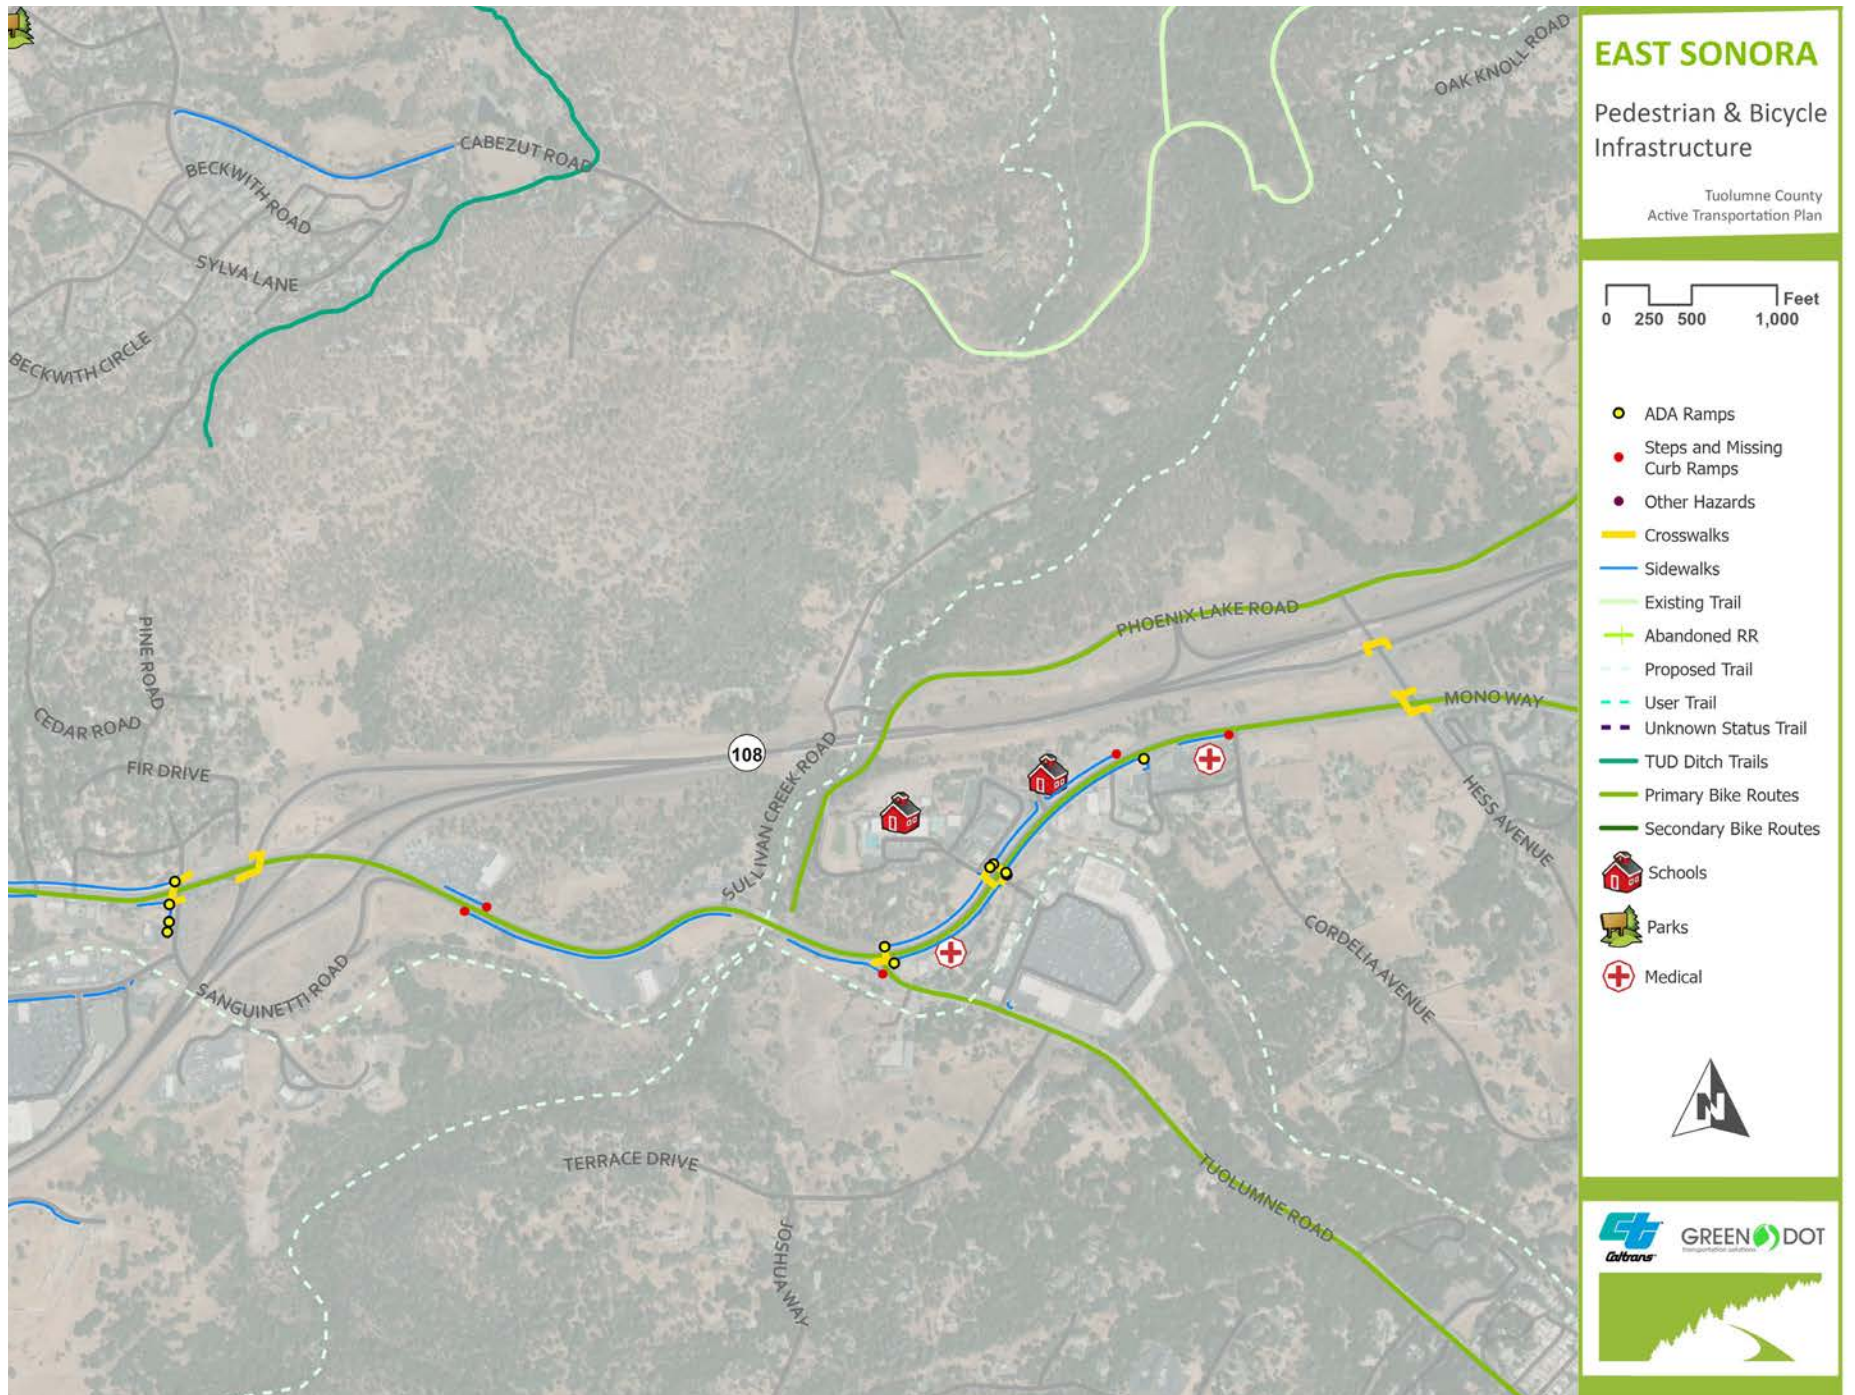 EAST SONORA
Pedestrian & Bicycle
Infrastructure
Tuolumne County
Active Transportation Plan
Feet
0 250 500 1,000
ADA Ramps
Steps and Missing
Curb Ramps
Other Hazards
Crosswalks
Sidewalks
Existing Trail
Abandoned RR
Proposed Trail
User Trail
Unknown Status Trail
TUD Ditch Trails
Primary Bike Routes
Secondary Bike Routes
Schools
Parks
Medical
N
Caltrans
GREEN DOT
transportation solutions
OAK KNOLL ROAD
CABEZUT ROAD
BECKWITH ROAD
SYLVA LANE
BECKWITH CIRCLE
PINE ROAD
CEDAR ROAD
FIR DRIVE
PHOENIX LAKE ROAD
MONO WAY
108
SULLIVAN CREEK ROAD
HESS AVENUE
SANGUINETTI ROAD
CORDELIA AVENUE
TERRACE DRIVE
JOSHUA WAY
TUOLUMNE ROAD